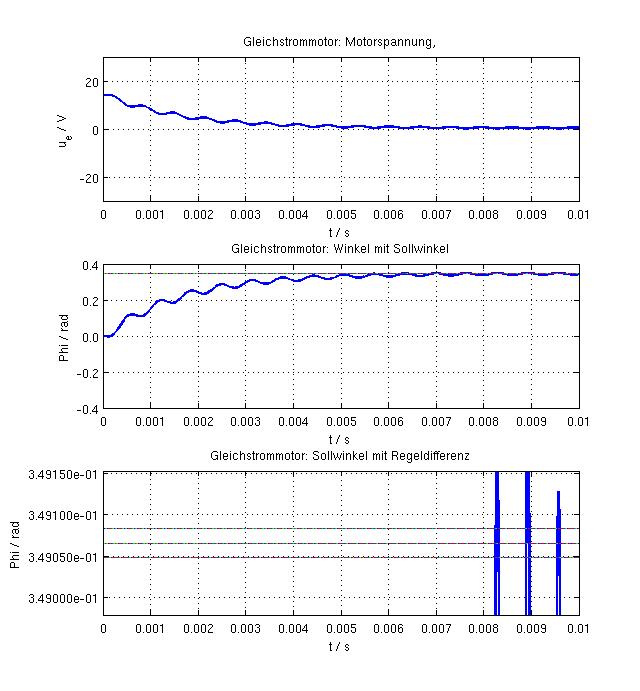 Gleichstrommotor: Motorspannung,
20
0
-20
u_e / V
0 0.001 0.002 0.003 0.004 0.005 0.006 0.007 0.008 0.009 0.01
t / s
Gleichstrommotor: Winkel mit Sollwinkel
0.4
0.2
0.0
-0.2
-0.4
Phi / rad
0 0.001 0.002 0.003 0.004 0.005 0.006 0.007 0.008 0.009 0.01
t / s
Gleichstrommotor: Sollwinkel mit Regeldifferenz
3.49150e-01
3.49100e-01
3.49050e-01
3.49000e-01
Phi / rad
0 0.001 0.002 0.003 0.004 0.005 0.006 0.007 0.008 0.009 0.01
t / s